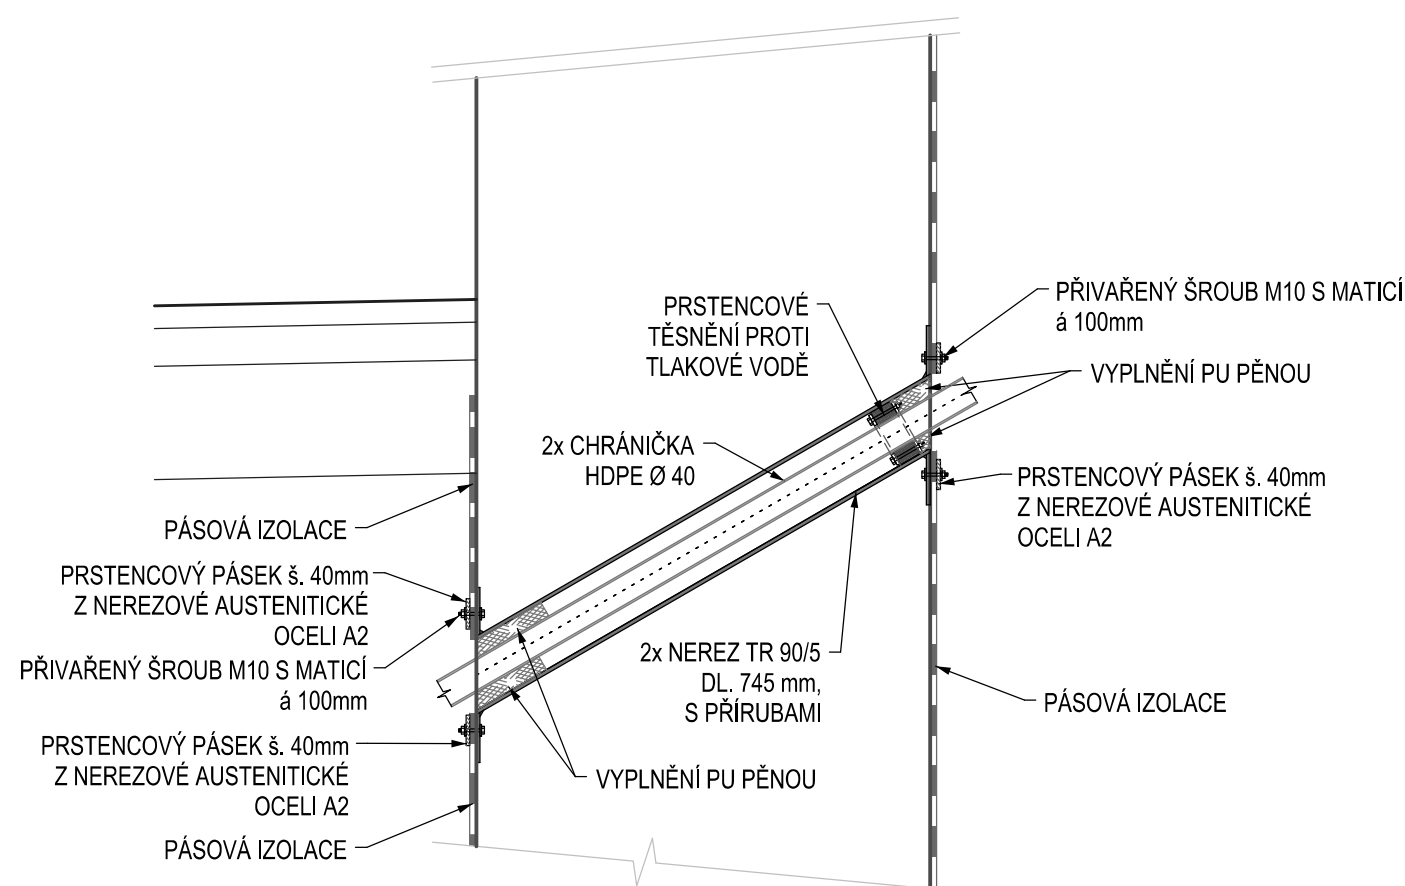 PRSTENCOVÉ
TĚSNĚNÍ PROTI
TLAKOVÉ VODĚ
PŘIVAŘENÝ ŠROUB M10 S MATICÍ
á 100mm
VYPLNĚNÍ PU PĚNOU
2x CHRÁNIČKA
HDPE Ø 40
PRSTENCOVÝ PÁSEK š. 40mm
Z NEREZOVÉ AUSTENITICKÉ
OCELI A2
PÁSOVÁ IZOLACE
PRSTENCOVÝ PÁSEK š. 40mm
Z NEREZOVÉ AUSTENITICKÉ
OCELI A2
PŘIVAŘENÝ ŠROUB M10 S MATICÍ
á 100mm
2x NEREZ TR 90/5
DL. 745 mm,
S PŘÍRUBAMI
PÁSOVÁ IZOLACE
PRSTENCOVÝ PÁSEK š. 40mm
Z NEREZOVÉ AUSTENITICKÉ
OCELI A2
VYPLNĚNÍ PU PĚNOU
PÁSOVÁ IZOLACE